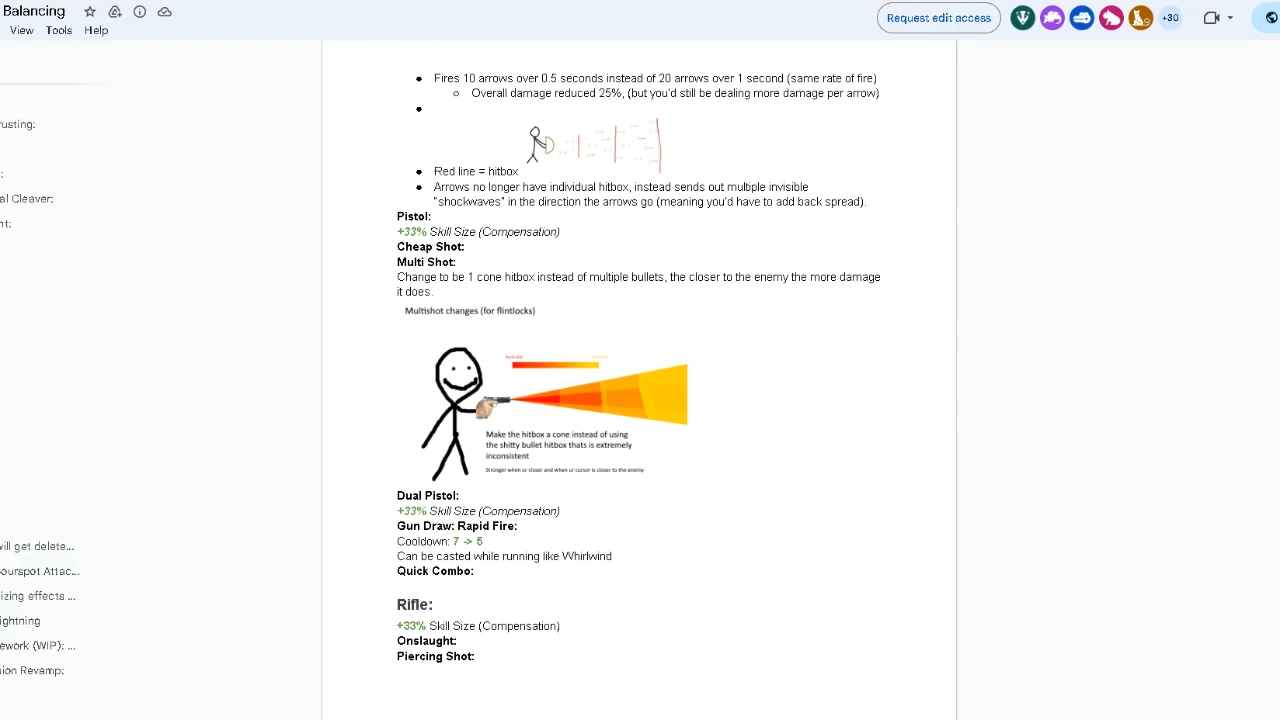 Balancing
Request edit access
+30
View Tools Help
Fires 10 arrows over 0.5 seconds instead of 20 arrows over 1 second (same rate of fire)
Overall damage reduced 25%, (but you'd still be dealing more damage per arrow)
rusting:
:
al Cleaver:
nt:
Red line = hitbox
Arrows no longer have individual hitbox, instead sends out multiple invisible
"shockwaves" in the direction the arrows go (meaning you'd have to add back spread).
Pistol:
+33% Skill Size (Compensation)
Cheap Shot:
Multi Shot:
Change to be 1 cone hitbox instead of multiple bullets, the closer to the enemy the more damage
it does.
Multishot changes (for flintlocks)
Make the hitbox a cone instead of using
the shitty bullet hitbox thats is extremely
inconsistent
Stronger when ur closer and when ur cursor is closer to the enemy
Dual Pistol:
+33% Skill Size (Compensation)
Gun Draw: Rapid Fire:
Cooldown: 7 -> 5
Can be casted while running like Whirlwind
Quick Combo:
will get delete...
ourspot Attac...
izing effects ...
ightning
ework {WIP}: ...
sion Revamp:
Rifle:
+33% Skill Size (Compensation)
Onslaught:
Piercing Shot: